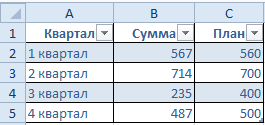 A B C
1 Квартал Сумма План
2 1 квартал 567 560
3 2 квартал 714 700
4 3 квартал 235 400
5 4 квартал 487 500